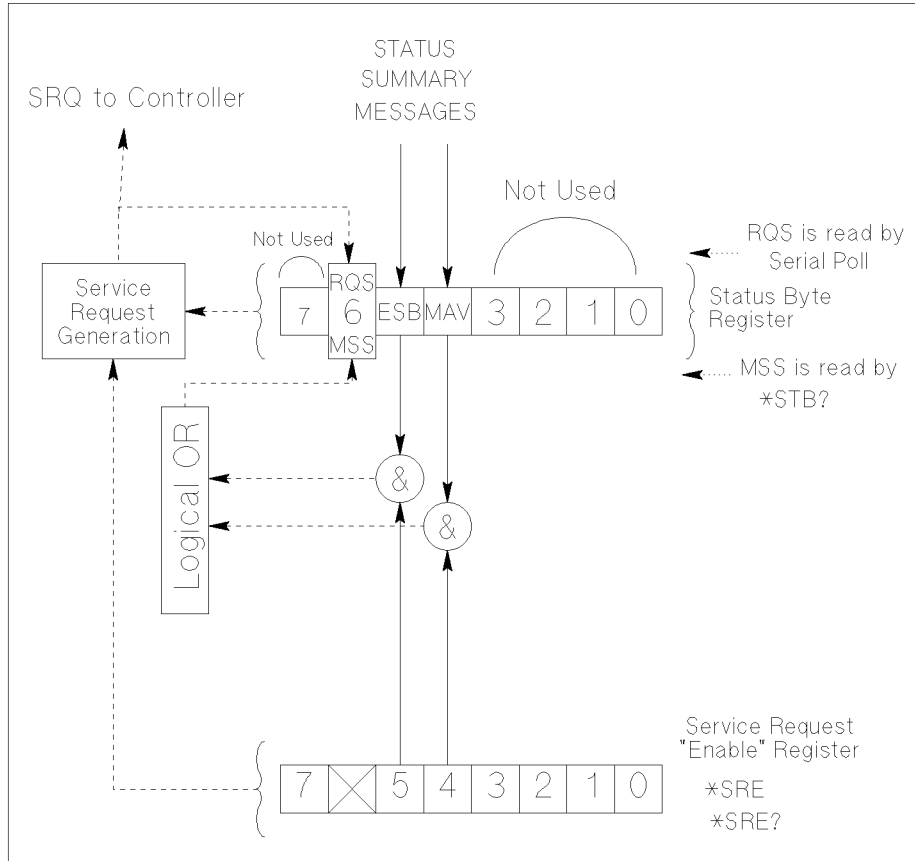 STATUS
SUMMARY
MESSAGES
SRQ to Controller
Not Used
Not Used
RQS is read by
Serial Poll
Service
Request
Generation
7
RQS
6
MSS
ESB
MAV
3
2
1
0
Status Byte
Register
MSS is read by
*STB?
Logical OR
&
&
Service Request
"Enable" Register
7
5
4
3
2
1
0
*SRE
*SRE?